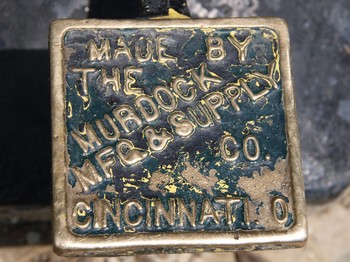 MADE BY
THE
MURDOCK
MFG & SUPPLY
CO.
CINCINNATI O